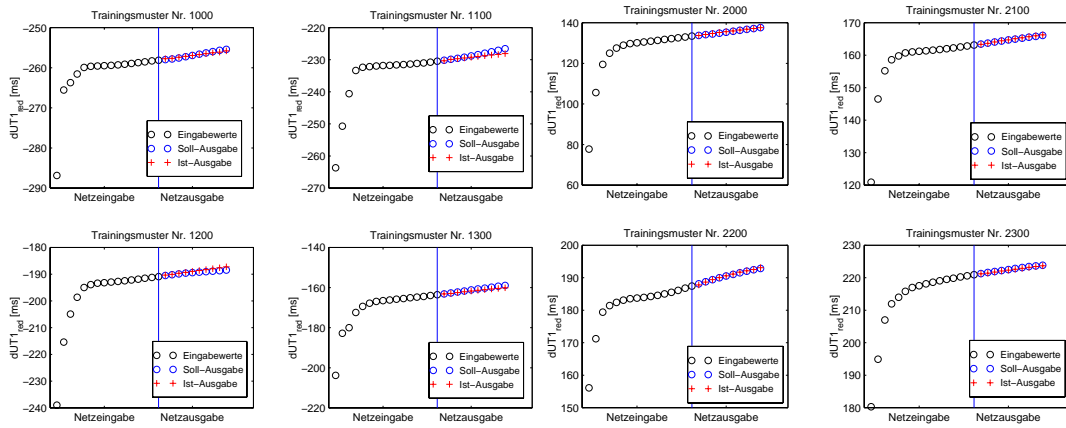 Trainingsmuster Nr. 1000
−250
−260
−270
−280
−290
dUT1red [ms]
Eingabewerte
Soll−Ausgabe
Ist−Ausgabe
Netzeingabe Netzausgabe
Trainingsmuster Nr. 1100
−220
−230
−240
−250
−260
−270
dUT1red [ms]
Eingabewerte
Soll−Ausgabe
Ist−Ausgabe
Netzeingabe Netzausgabe
Trainingsmuster Nr. 2000
140
120
100
80
60
dUT1red [ms]
Eingabewerte
Soll−Ausgabe
Ist−Ausgabe
Netzeingabe Netzausgabe
Trainingsmuster Nr. 2100
170
160
150
140
130
120
dUT1red [ms]
Eingabewerte
Soll−Ausgabe
Ist−Ausgabe
Netzeingabe Netzausgabe
Trainingsmuster Nr. 1200
−180
−190
−200
−210
−220
−230
−240
dUT1red [ms]
Eingabewerte
Soll−Ausgabe
Ist−Ausgabe
Netzeingabe Netzausgabe
Trainingsmuster Nr. 1300
−140
−160
−180
−200
−220
dUT1red [ms]
Eingabewerte
Soll−Ausgabe
Ist−Ausgabe
Netzeingabe Netzausgabe
Trainingsmuster Nr. 2200
200
190
180
170
160
150
dUT1red [ms]
Eingabewerte
Soll−Ausgabe
Ist−Ausgabe
Netzeingabe Netzausgabe
Trainingsmuster Nr. 2300
230
220
210
200
190
180
dUT1red [ms]
Eingabewerte
Soll−Ausgabe
Ist−Ausgabe
Netzeingabe Netzausgabe